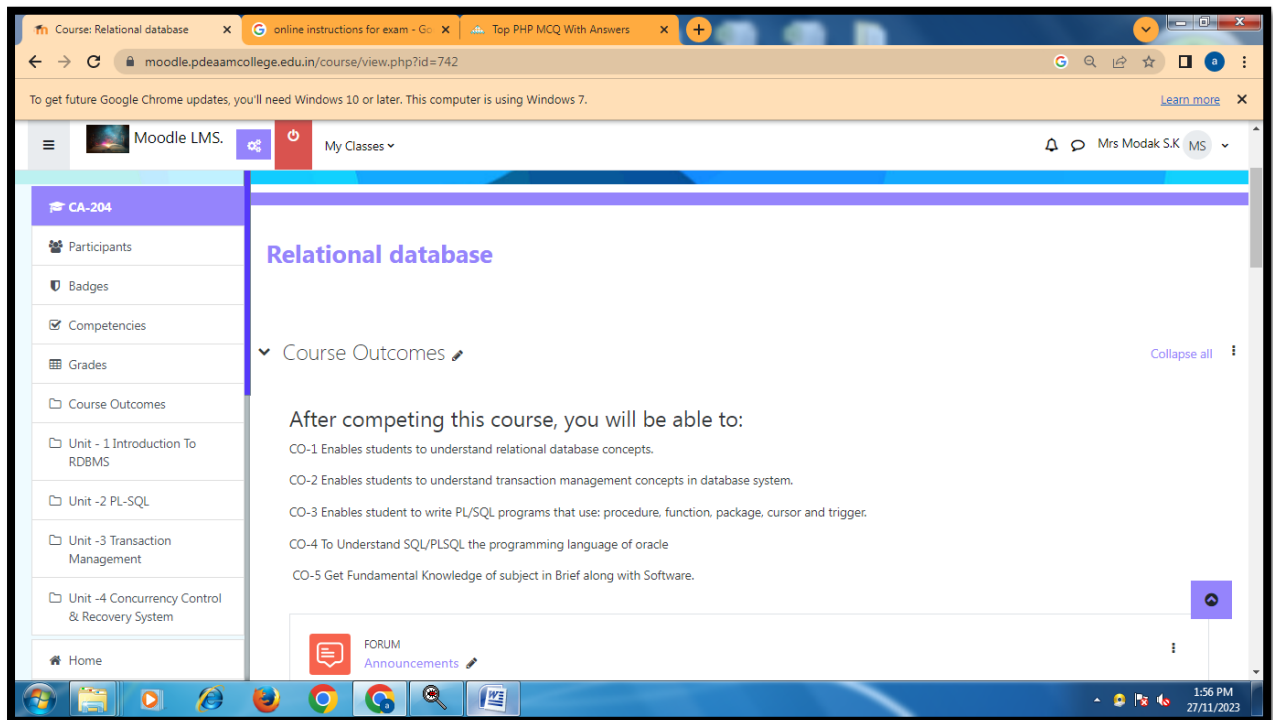 Course: Relational database
online instructions for exam - Go
Top PHP MCQ With Answers
moodle.pdeaamcollege.edu.in/course/view.php?id=742
a
To get future Google Chrome updates, you'll need Windows 10 or later. This computer is using Windows 7.
Learn more
Moodle LMS.
My Classes
Mrs Modak S.K
MS
CA-204
Participants
Badges
Competencies
Grades
Course Outcomes
Unit - 1 Introduction To
RDBMS
Unit -2 PL-SQL
Unit -3 Transaction
Management
Unit -4 Concurrency Control
& Recovery System
Home
Relational database
Course Outcomes
Collapse all
After competing this course, you will be able to:
CO-1 Enables students to understand relational database concepts.
CO-2 Enables students to understand transaction management concepts in database system.
CO-3 Enables student to write PL/SQL programs that use: procedure, function, package, cursor and trigger.
CO-4 To Understand SQL/PLSQL the programming language of oracle
CO-5 Get Fundamental Knowledge of subject in Brief along with Software.
FORUM
Announcements
1:56 PM
27/11/2023